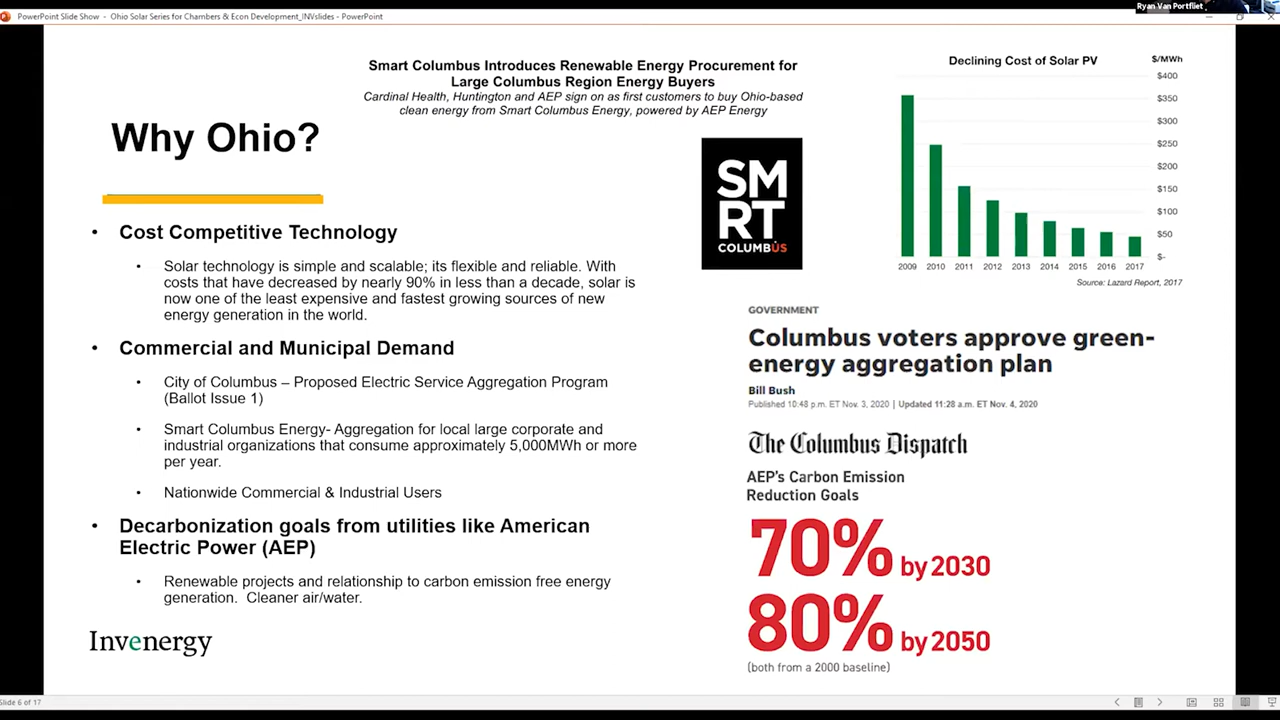 PowerPoint Slide Show - Ohio Solar Series for Chambers & Econ Development_INVslides - PowerPoint
Ryan Van Portfliet
Why Ohio?
Smart Columbus Introduces Renewable Energy Procurement for
Large Columbus Region Energy Buyers
Cardinal Health, Huntington and AEP sign on as first customers to buy Ohio-based
clean energy from Smart Columbus Energy, powered by AEP Energy
SM
RT
COLUMBUS
Declining Cost of Solar PV
$/MWh
$400
$350
$300
$250
$200
$150
$100
$50
$-
2009 2010 2011 2012 2013 2014 2015 2016 2017
Source: Lazard Report, 2017
• Cost Competitive Technology
• Solar technology is simple and scalable; its flexible and reliable. With
costs that have decreased by nearly 90% in less than a decade, solar is
now one of the least expensive and fastest growing sources of new
energy generation in the world.
• Commercial and Municipal Demand
• City of Columbus – Proposed Electric Service Aggregation Program
(Ballot Issue 1)
• Smart Columbus Energy- Aggregation for local large corporate and
industrial organizations that consume approximately 5,000MWh or more
per year.
• Nationwide Commercial & Industrial Users
• Decarbonization goals from utilities like American
Electric Power (AEP)
• Renewable projects and relationship to carbon emission free energy
generation.  Cleaner air/water.
Invenergy
GOVERNMENT
Columbus voters approve green-
energy aggregation plan
Bill Bush
Published 10:48 p.m. ET Nov. 3, 2020 | Updated 11:28 a.m. ET Nov. 4, 2020
The Columbus Dispatch
AEP's Carbon Emission
Reduction Goals
70% by 2030
80% by 2050
(both from a 2000 baseline)
Slide 6 of 17